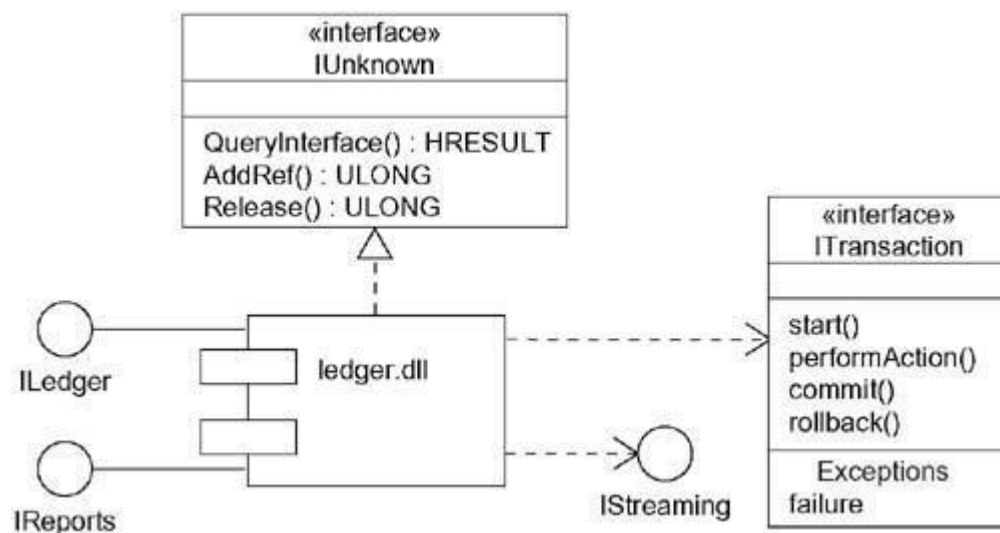 «interface»
IUnknown
QueryInterface() : HRESULT
AddRef() : ULONG
Release() : ULONG
«interface»
ITransaction
start()
performAction()
commit()
rollback()
Exceptions
failure
ILedger
ledger.dll
IReports
IStreaming